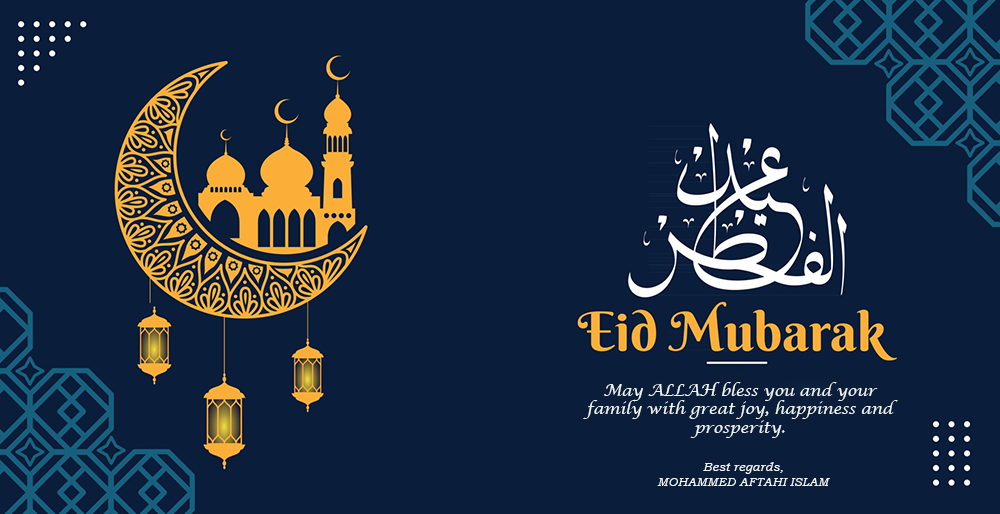 عيد
الفطر
Eid Mubarak
May ALLAH bless you and your
family with great joy, happiness and
prosperity.
Best regards,
MOHAMMED AFTAHI ISLAM